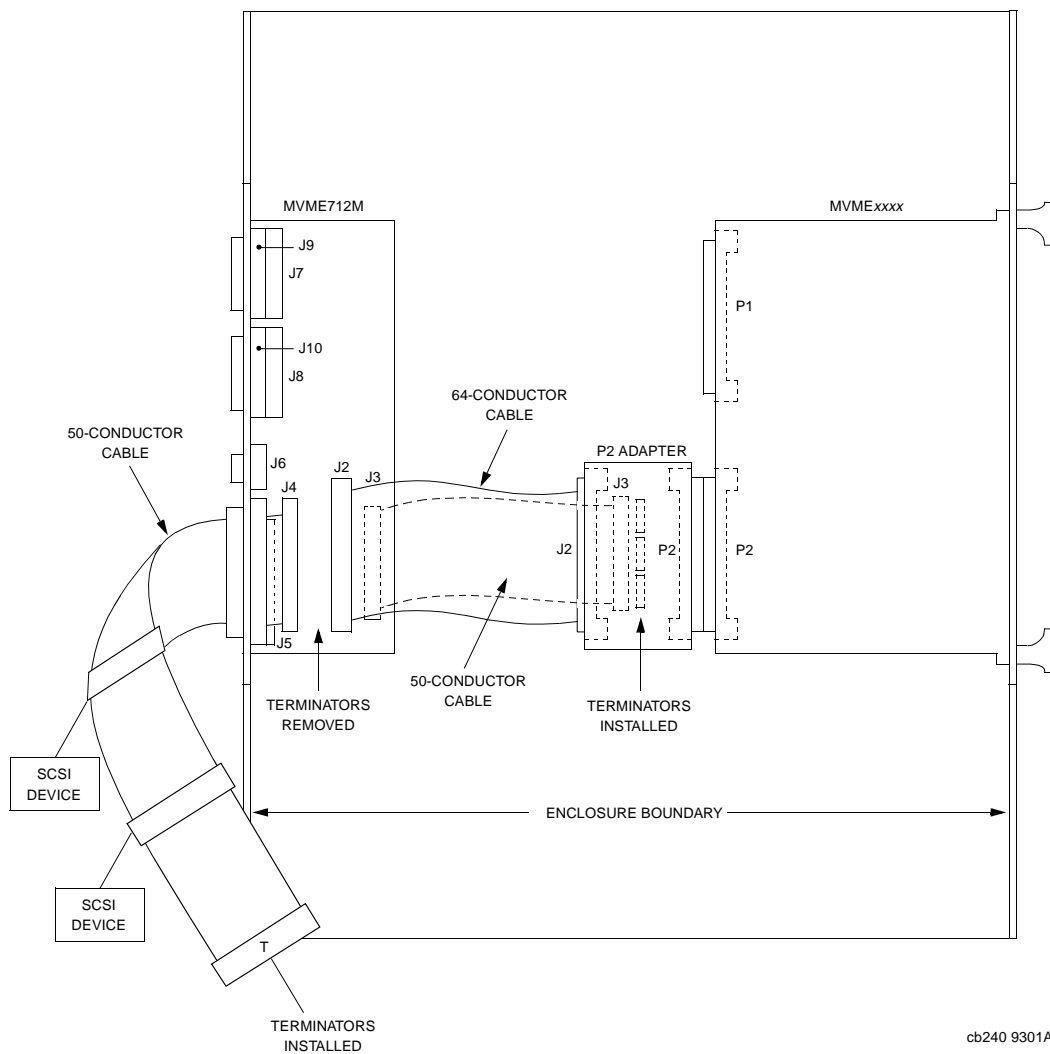 MVME712M
MVMExxxx
J9
J7
P1
J10
J8
64-CONDUCTOR
CABLE
50-CONDUCTOR
CABLE
P2 ADAPTER
J6
J2
J3
J4
J3
J2
P2
P2
J5
50-CONDUCTOR
CABLE
TERMINATORS
REMOVED
TERMINATORS
INSTALLED
SCSI
DEVICE
ENCLOSURE BOUNDARY
SCSI
DEVICE
T
TERMINATORS
INSTALLED
cb240 9301A